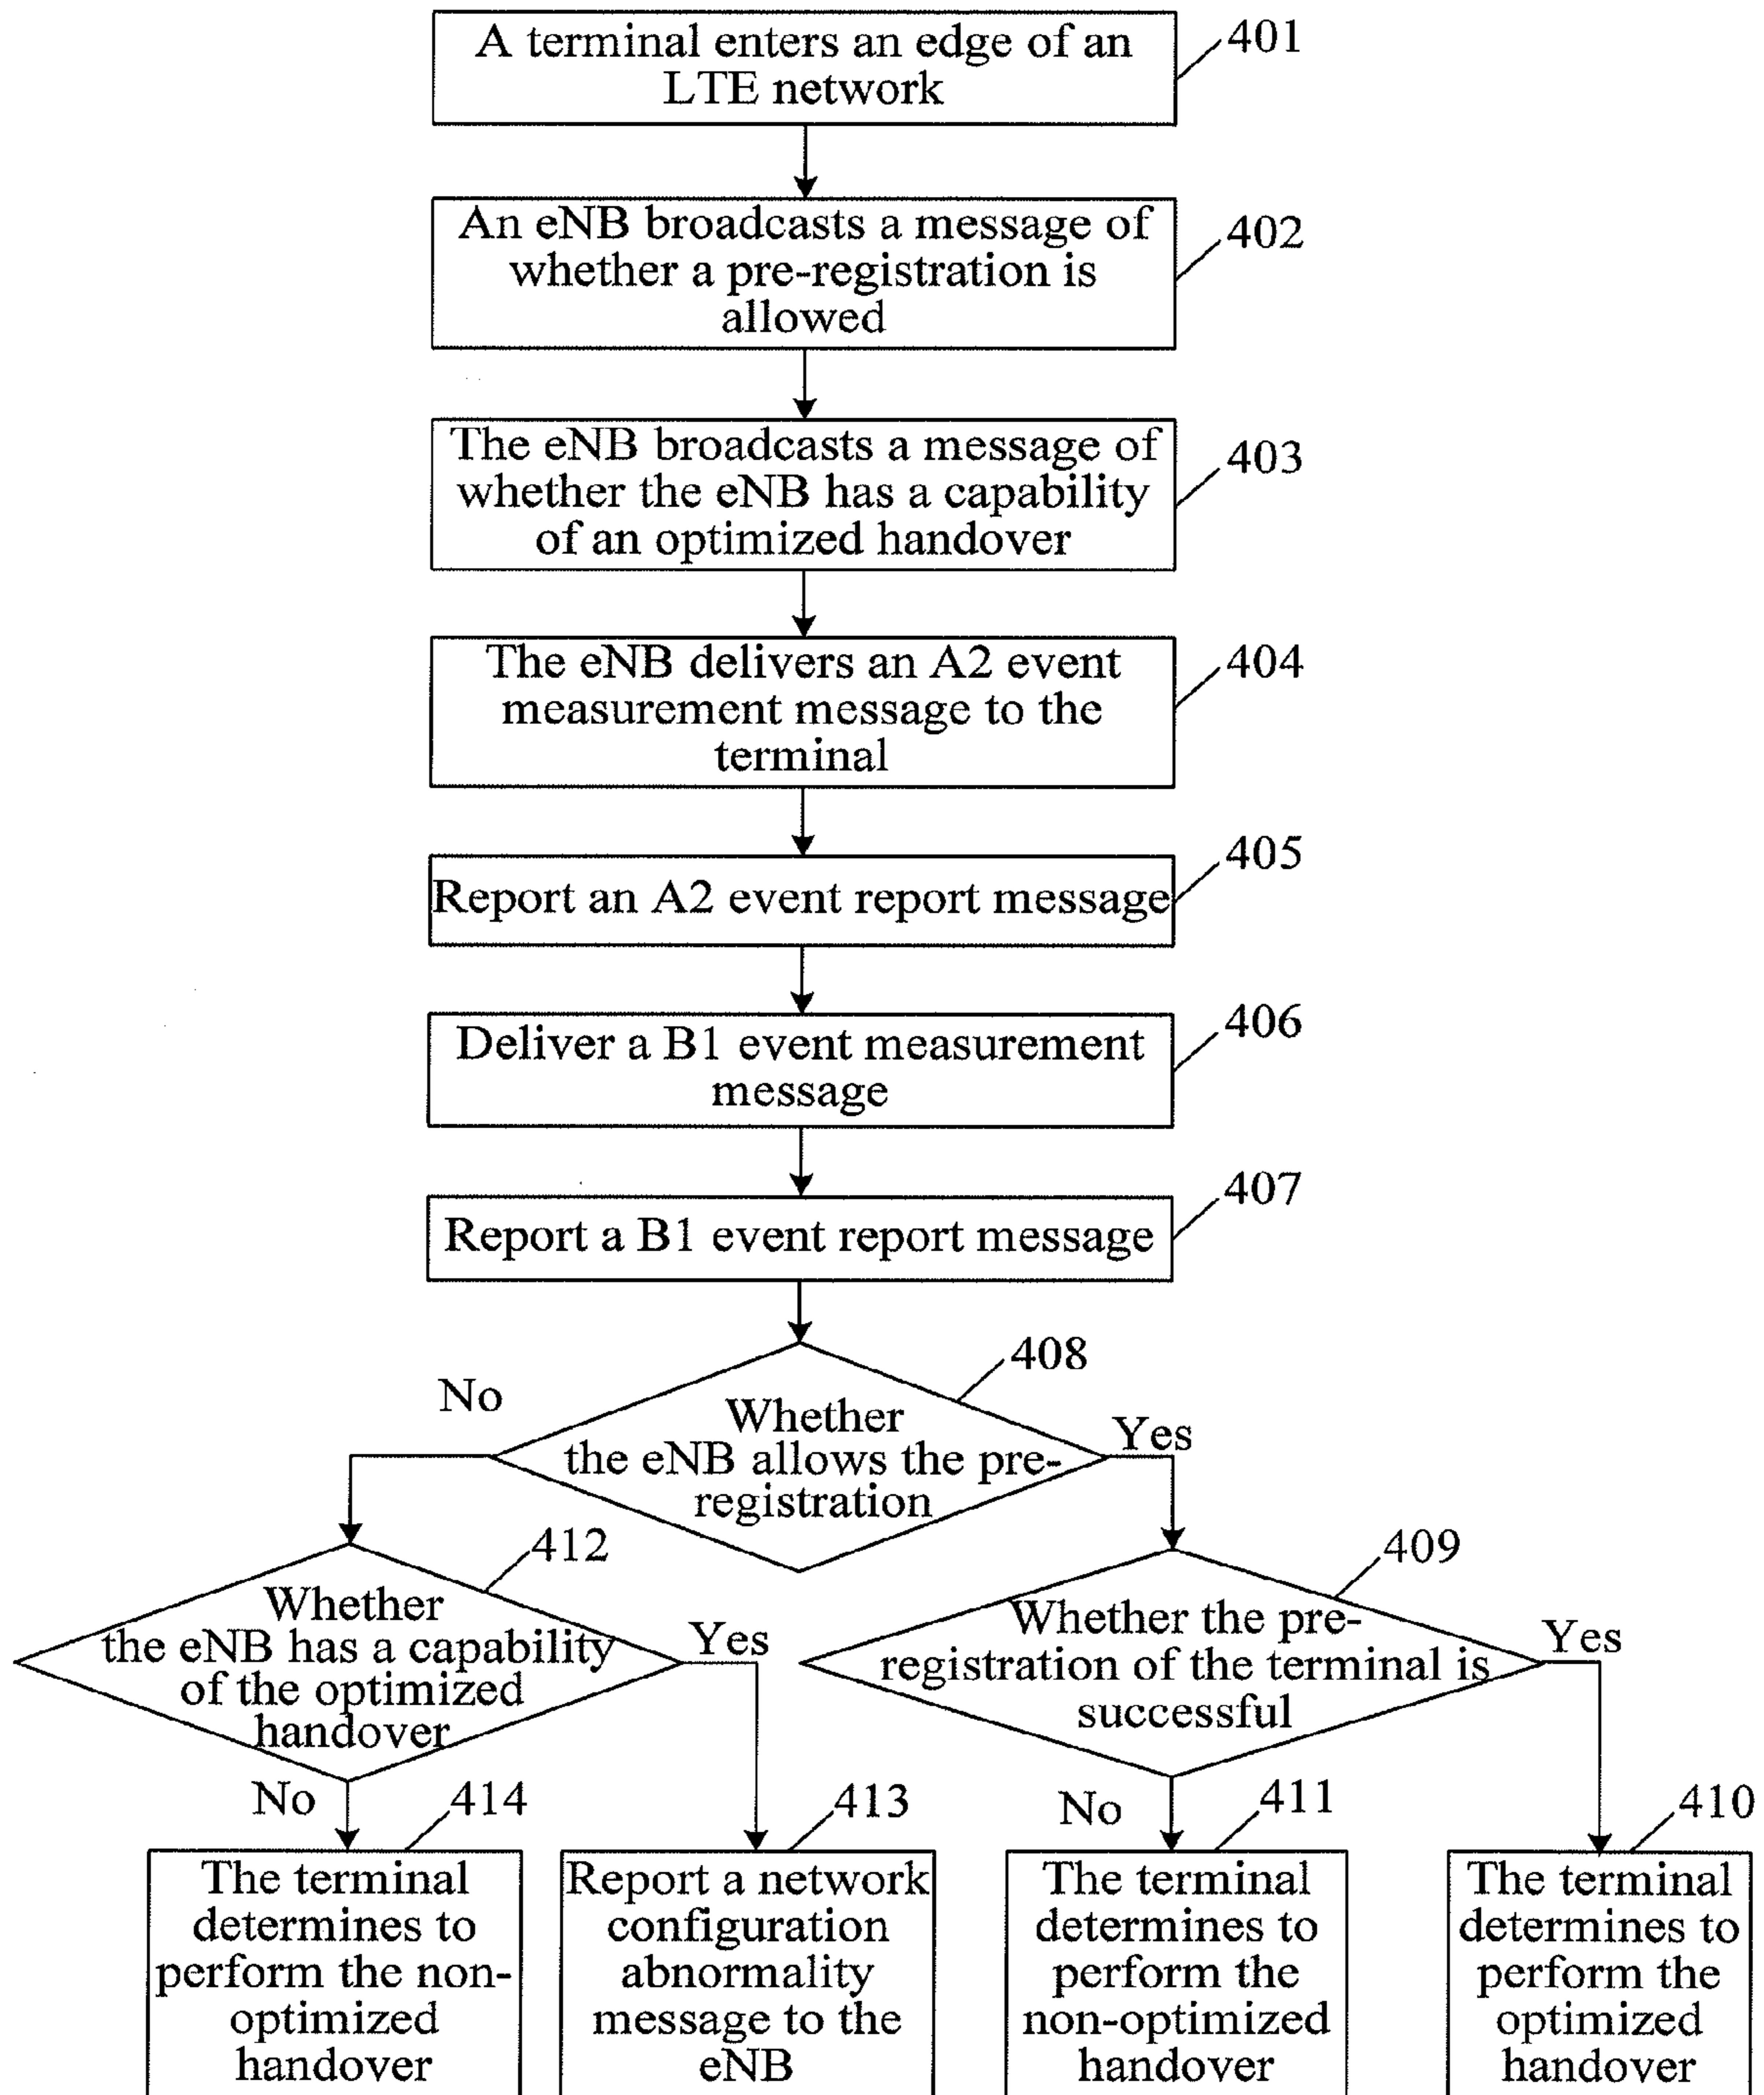 A terminal enters an edge of an
LTE network
401
An eNB broadcasts a message of
whether a pre-registration is
allowed
402
The eNB broadcasts a message of
whether the eNB has a capability
of an optimized handover
403
The eNB delivers an A2 event
measurement message to the
terminal
404
Report an A2 event report message
405
Deliver a B1 event measurement
message
406
Report a B1 event report message
407
408
No
Whether
the eNB allows the pre-
registration
Yes
412
Whether
the eNB has a capability
of the optimized
handover
Yes
No
409
Whether the pre-
registration of the terminal is
successful
Yes
No
414
The terminal
determines to
perform the non-
optimized
handover
413
Report a network
configuration
abnormality
message to the
eNB
411
The terminal
determines to
perform the
non-optimized
handover
410
The terminal
determines to
perform the
optimized
handover